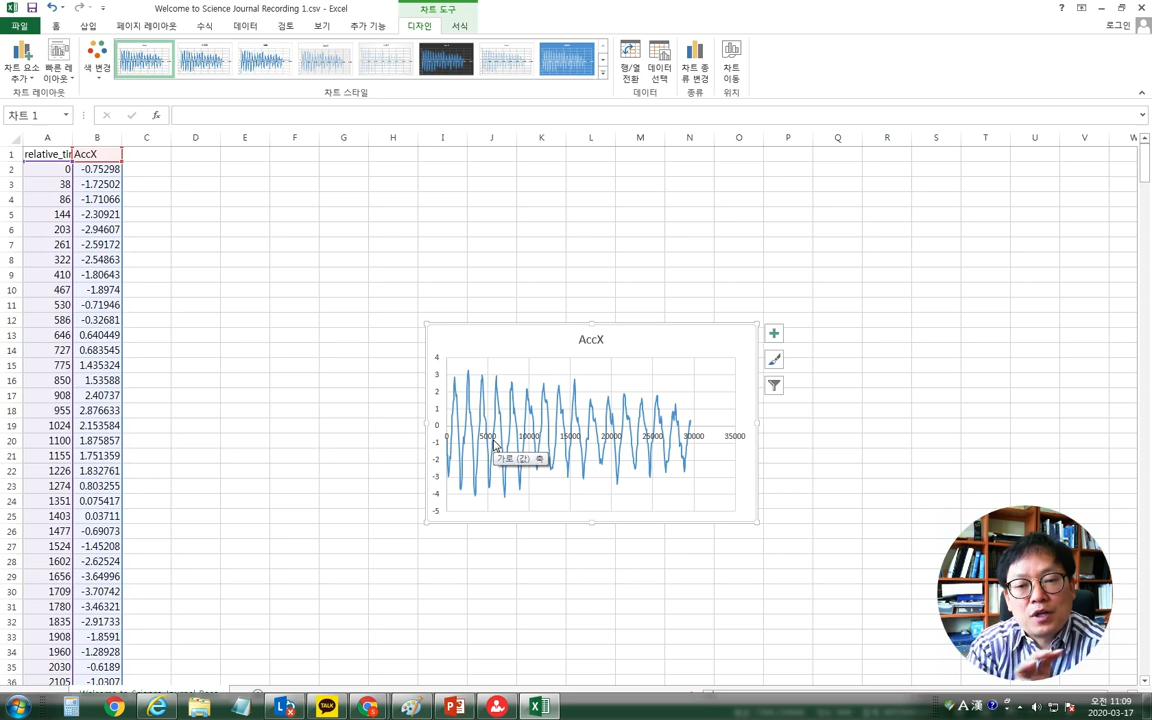 Welcome to Science Journal Recording 1.csv - Excel
차트 도구
파일 홈 삽입 페이지 레이아웃 수식 데이터 검토 보기 추가 기능 디자인 서식 로그인
차트 요소 추가 빠른 레이아웃 색 변경 행/열 전환 데이터 선택 차트 종류 변경 차트 이동
차트 레이아웃 차트 스타일 데이터 종류 위치
차트 1 fx
A B C D E F G H I J K L M N O P Q R S T U V W
1 relative_tir AccX
2 0 -0.75298
3 38 -1.72502
4 86 -1.71066
5 144 -2.30921
6 203 -2.94607
7 261 -2.59172
8 322 -2.54863
9 410 -1.80643
10 467 -1.8974
11 530 -0.71946
12 586 -0.32681
13 646 0.640449
14 727 0.683545
15 775 1.435324
16 850 1.53588
17 908 2.40737
18 955 2.876633
19 1024 2.153584
20 1100 1.875857
21 1155 1.751359
22 1226 1.832761
23 1274 0.803255
24 1351 0.075417
25 1403 0.03711
26 1477 -0.69073
27 1524 -1.45208
28 1602 -2.62524
29 1656 -3.64996
30 1709 -3.70742
31 1780 -3.46321
32 1835 -2.91733
33 1908 -1.8591
34 1960 -1.28928
35 2030 -0.6189
36 2105 -1.0307
AccX
4
3
2
1
0
-1
-2
-3
-4
-5
0 5000 10000 15000 20000 25000 30000 35000
가로 (값) 축
TALK
A 漢
오전 11:09
2020-03-17